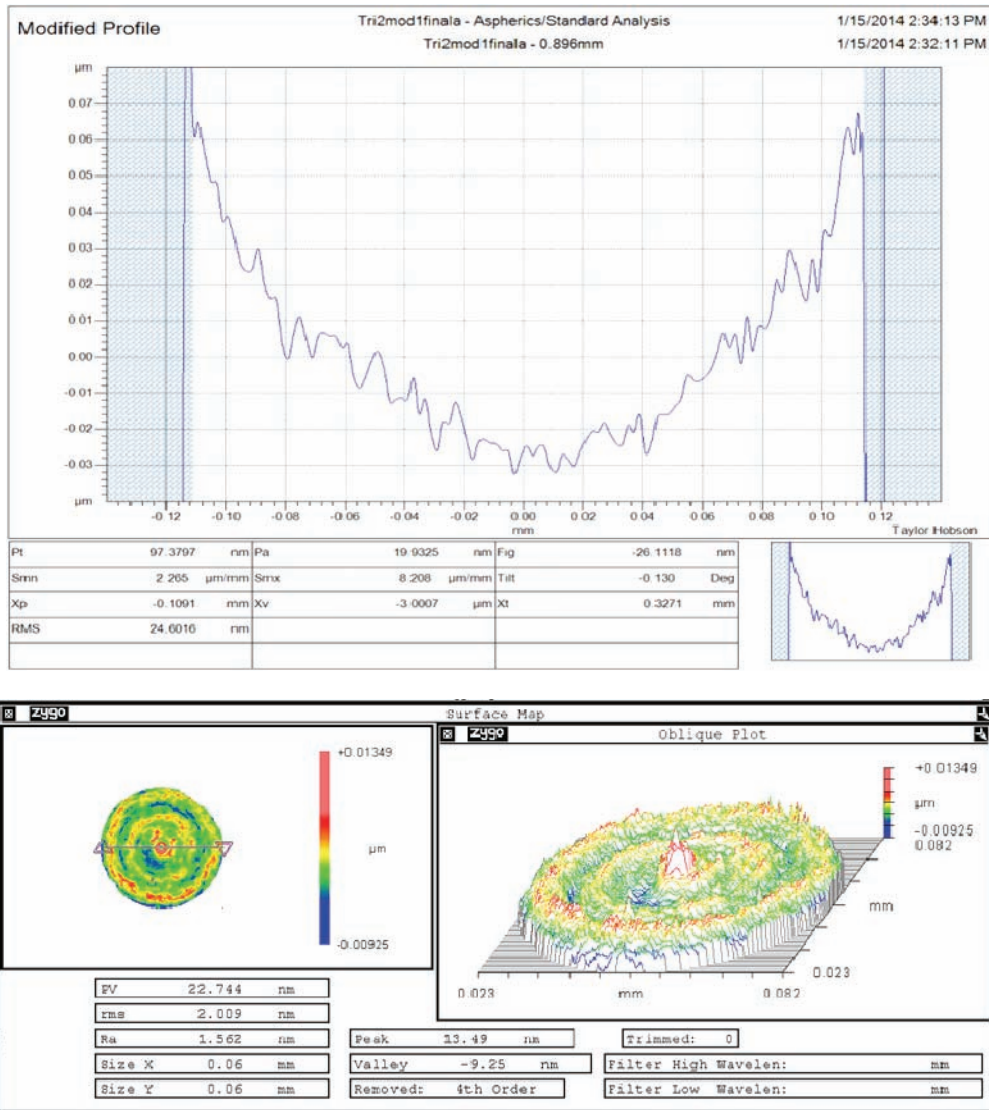 Modified Profile
Tri2mod1finala - Aspherics/Standard Analysis
1/15/2014 2:34:13 PM
Tri2mod1finalla - 0.896mm
1/15/2014 2:32:11 PM
µm
0.07
0.06
0.05
0.04
0.03
0.02
0.01
0.00
-0.01
-0.02
-0.03
µm
-0.12 -0.10 -0.08 -0.06 -0.04 -0.02 0.00 0.02 0.04 0.06 0.08 0.10 0.12
mm
Taylor Hobson
Pt 97.3797 nm Pa 19.9325 nm Fig -26.1118 nm
Smn 2.265 µm/mm Smx 8.208 µm/mm Tilt -0.130 Deg
Xp -0.1091 mm Xv -3.0007 µm Xt 0.3271 mm
RMS 24.6016 nm
zygo Surface Map
+0.01349
µm
-0.00925
zygo Oblique Plot
+0.01349
µm
-0.00925
0.082
mm
0.023
0.023 mm 0.082
PV 22.744 nm
rms 2.009 nm
Ra 1.562 nm
Size X 0.06 mm
Size Y 0.06 mm
Peak 13.49 nm
Valley -9.25 nm
Removed: 4th Order
Trimmed: 0
Filter High Wavelen: mm
Filter Low Wavelen: mm